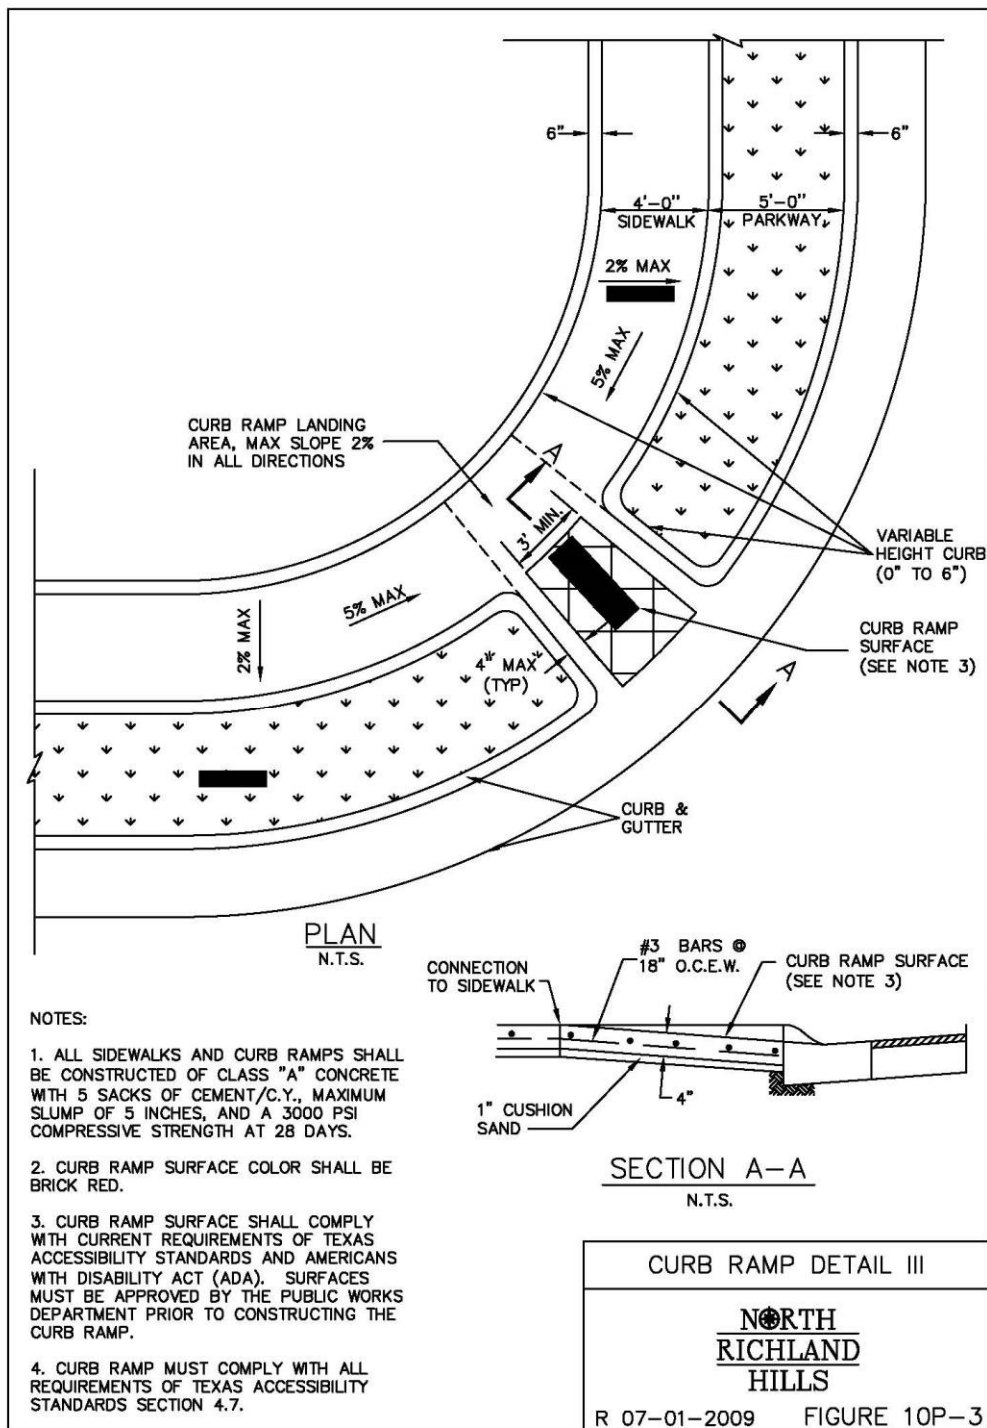 6"
6"
4'-0"
SIDEWALK
5'-0"
PARKWAY
2% MAX
5% MAX
CURB RAMP LANDING
AREA, MAX SLOPE 2%
IN ALL DIRECTIONS
A
3' MIN.
VARIABLE
HEIGHT CURB
(0" TO 6")
5% MAX
2% MAX
CURB RAMP
SURFACE
(SEE NOTE 3)
4" MAX
(TYP)
A
CURB &
GUTTER
PLAN
N.T.S.
#3 BARS @
18" O.C.E.W.
CONNECTION
TO SIDEWALK
CURB RAMP SURFACE
(SEE NOTE 3)
1" CUSHION
SAND
4"
SECTION A-A
N.T.S.
NOTES:
1. ALL SIDEWALKS AND CURB RAMPS SHALL
BE CONSTRUCTED OF CLASS "A" CONCRETE
WITH 5 SACKS OF CEMENT/C.Y., MAXIMUM
SLUMP OF 5 INCHES, AND A 3000 PSI
COMPRESSIVE STRENGTH AT 28 DAYS.
2. CURB RAMP SURFACE COLOR SHALL BE
BRICK RED.
3. CURB RAMP SURFACE SHALL COMPLY
WITH CURRENT REQUIREMENTS OF TEXAS
ACCESSIBILITY STANDARDS AND AMERICANS
WITH DISABILITY ACT (ADA). SURFACES
MUST BE APPROVED BY THE PUBLIC WORKS
DEPARTMENT PRIOR TO CONSTRUCTING THE
CURB RAMP.
4. CURB RAMP MUST COMPLY WITH ALL
REQUIREMENTS OF TEXAS ACCESSIBILITY
STANDARDS SECTION 4.7.
CURB RAMP DETAIL III
NORTH
RICHLAND
HILLS
R 07-01-2009 FIGURE 10P-3